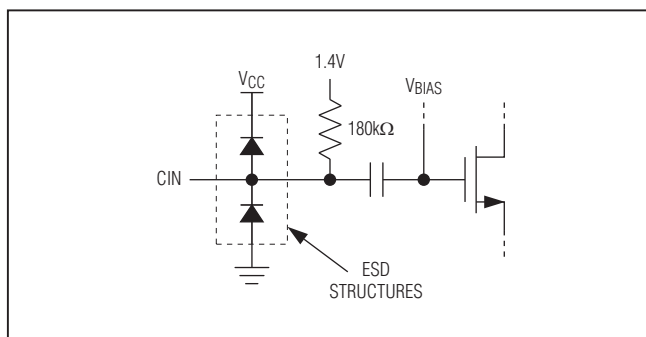 1.4V
VCC
VBIAS
180kΩ
CIN
ESD
STRUCTURES